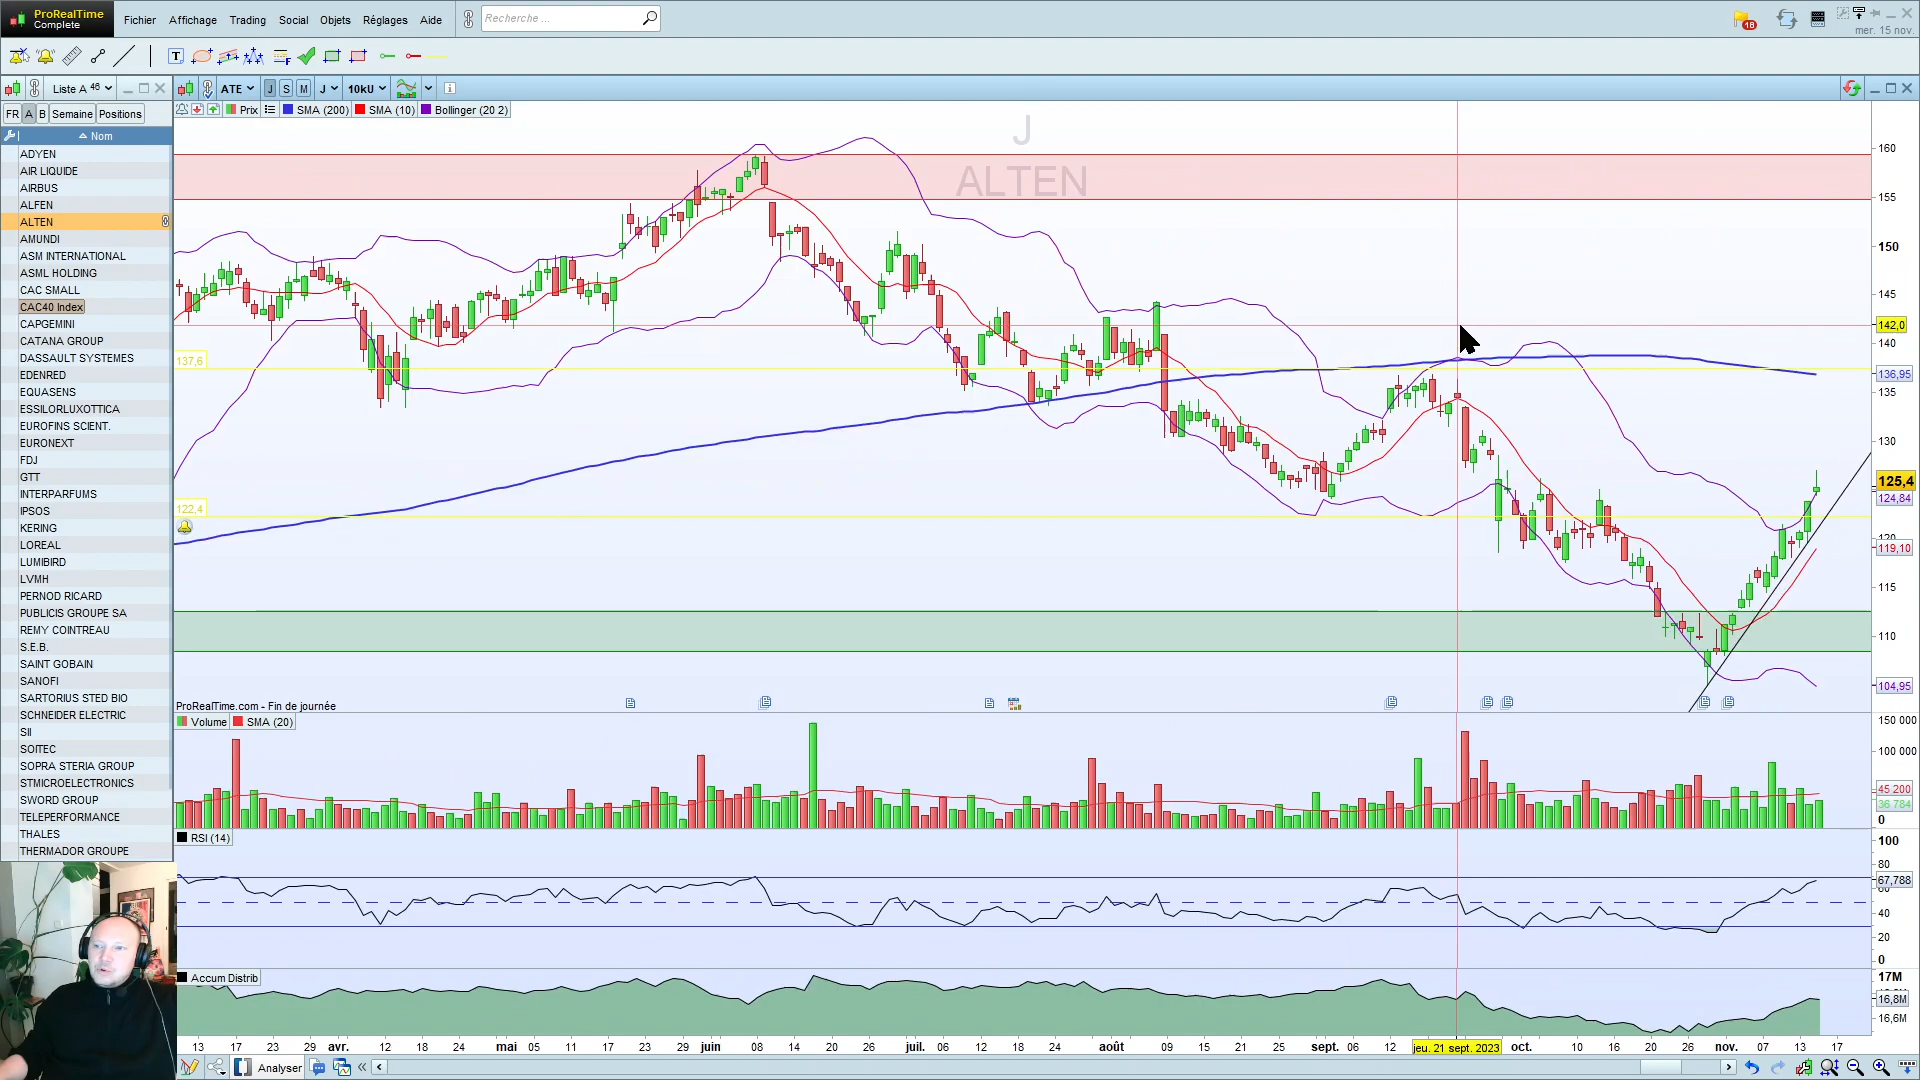 ProRealTime
Complete
Fichier Affichage Trading Social Objets Réglages Aide
Recherche ...
18
mer. 15 nov.
Liste A 46
ATE J S M J 10kU
FR A B Semaine Positions
Prix SMA (200) SMA (10) Bollinger (20 2)
Nom
ADYEN
AIR LIQUIDE
AIRBUS
ALFEN
ALTEN
AMUNDI
ASM INTERNATIONAL
ASML HOLDING
CAC SMALL
CAC40 Index
CAPGEMINI
CATANA GROUP
DASSAULT SYSTEMES
EDENRED
EQUASENS
ESSILORLUXOTTICA
EUROFINS SCIENT.
EURONEXT
FDJ
GTT
INTERPARFUMS
IPSOS
KERING
LOREAL
LUMIBIRD
LVMH
PERNOD RICARD
PUBLICIS GROUPE SA
REMY COINTREAU
S.E.B.
SAINT GOBAIN
SANOFI
SARTORIUS STED BIO
SCHNEIDER ELECTRIC
SII
SOITEC
SOPRA STERIA GROUP
STMICROELECTRONICS
SWORD GROUP
TELEPERFORMANCE
THALES
THERMADOR GROUPE
J
ALTEN
160
155
150
145
142,0
140
136,95
135
130
125,4
124,84
120
119,10
115
110
104,95
137,6
122,4
ProRealTime.com - Fin de journée
Volume SMA (20)
150 000
100 000
45 200
36 784
0
RSI (14)
100
80
67,788
60
40
20
0
Accum Distrib
17M
16,8M
16,6M
13 17 23 29 avr. 12 18 24 mai 05 11 17 23 29 juin 08 14 20 26 juil. 06 12 18 24 août 09 15 21 25 sept. 06 12 jeu. 21 sept. 2023 oct. 10 16 20 26 nov. 07 13 17
Analyser